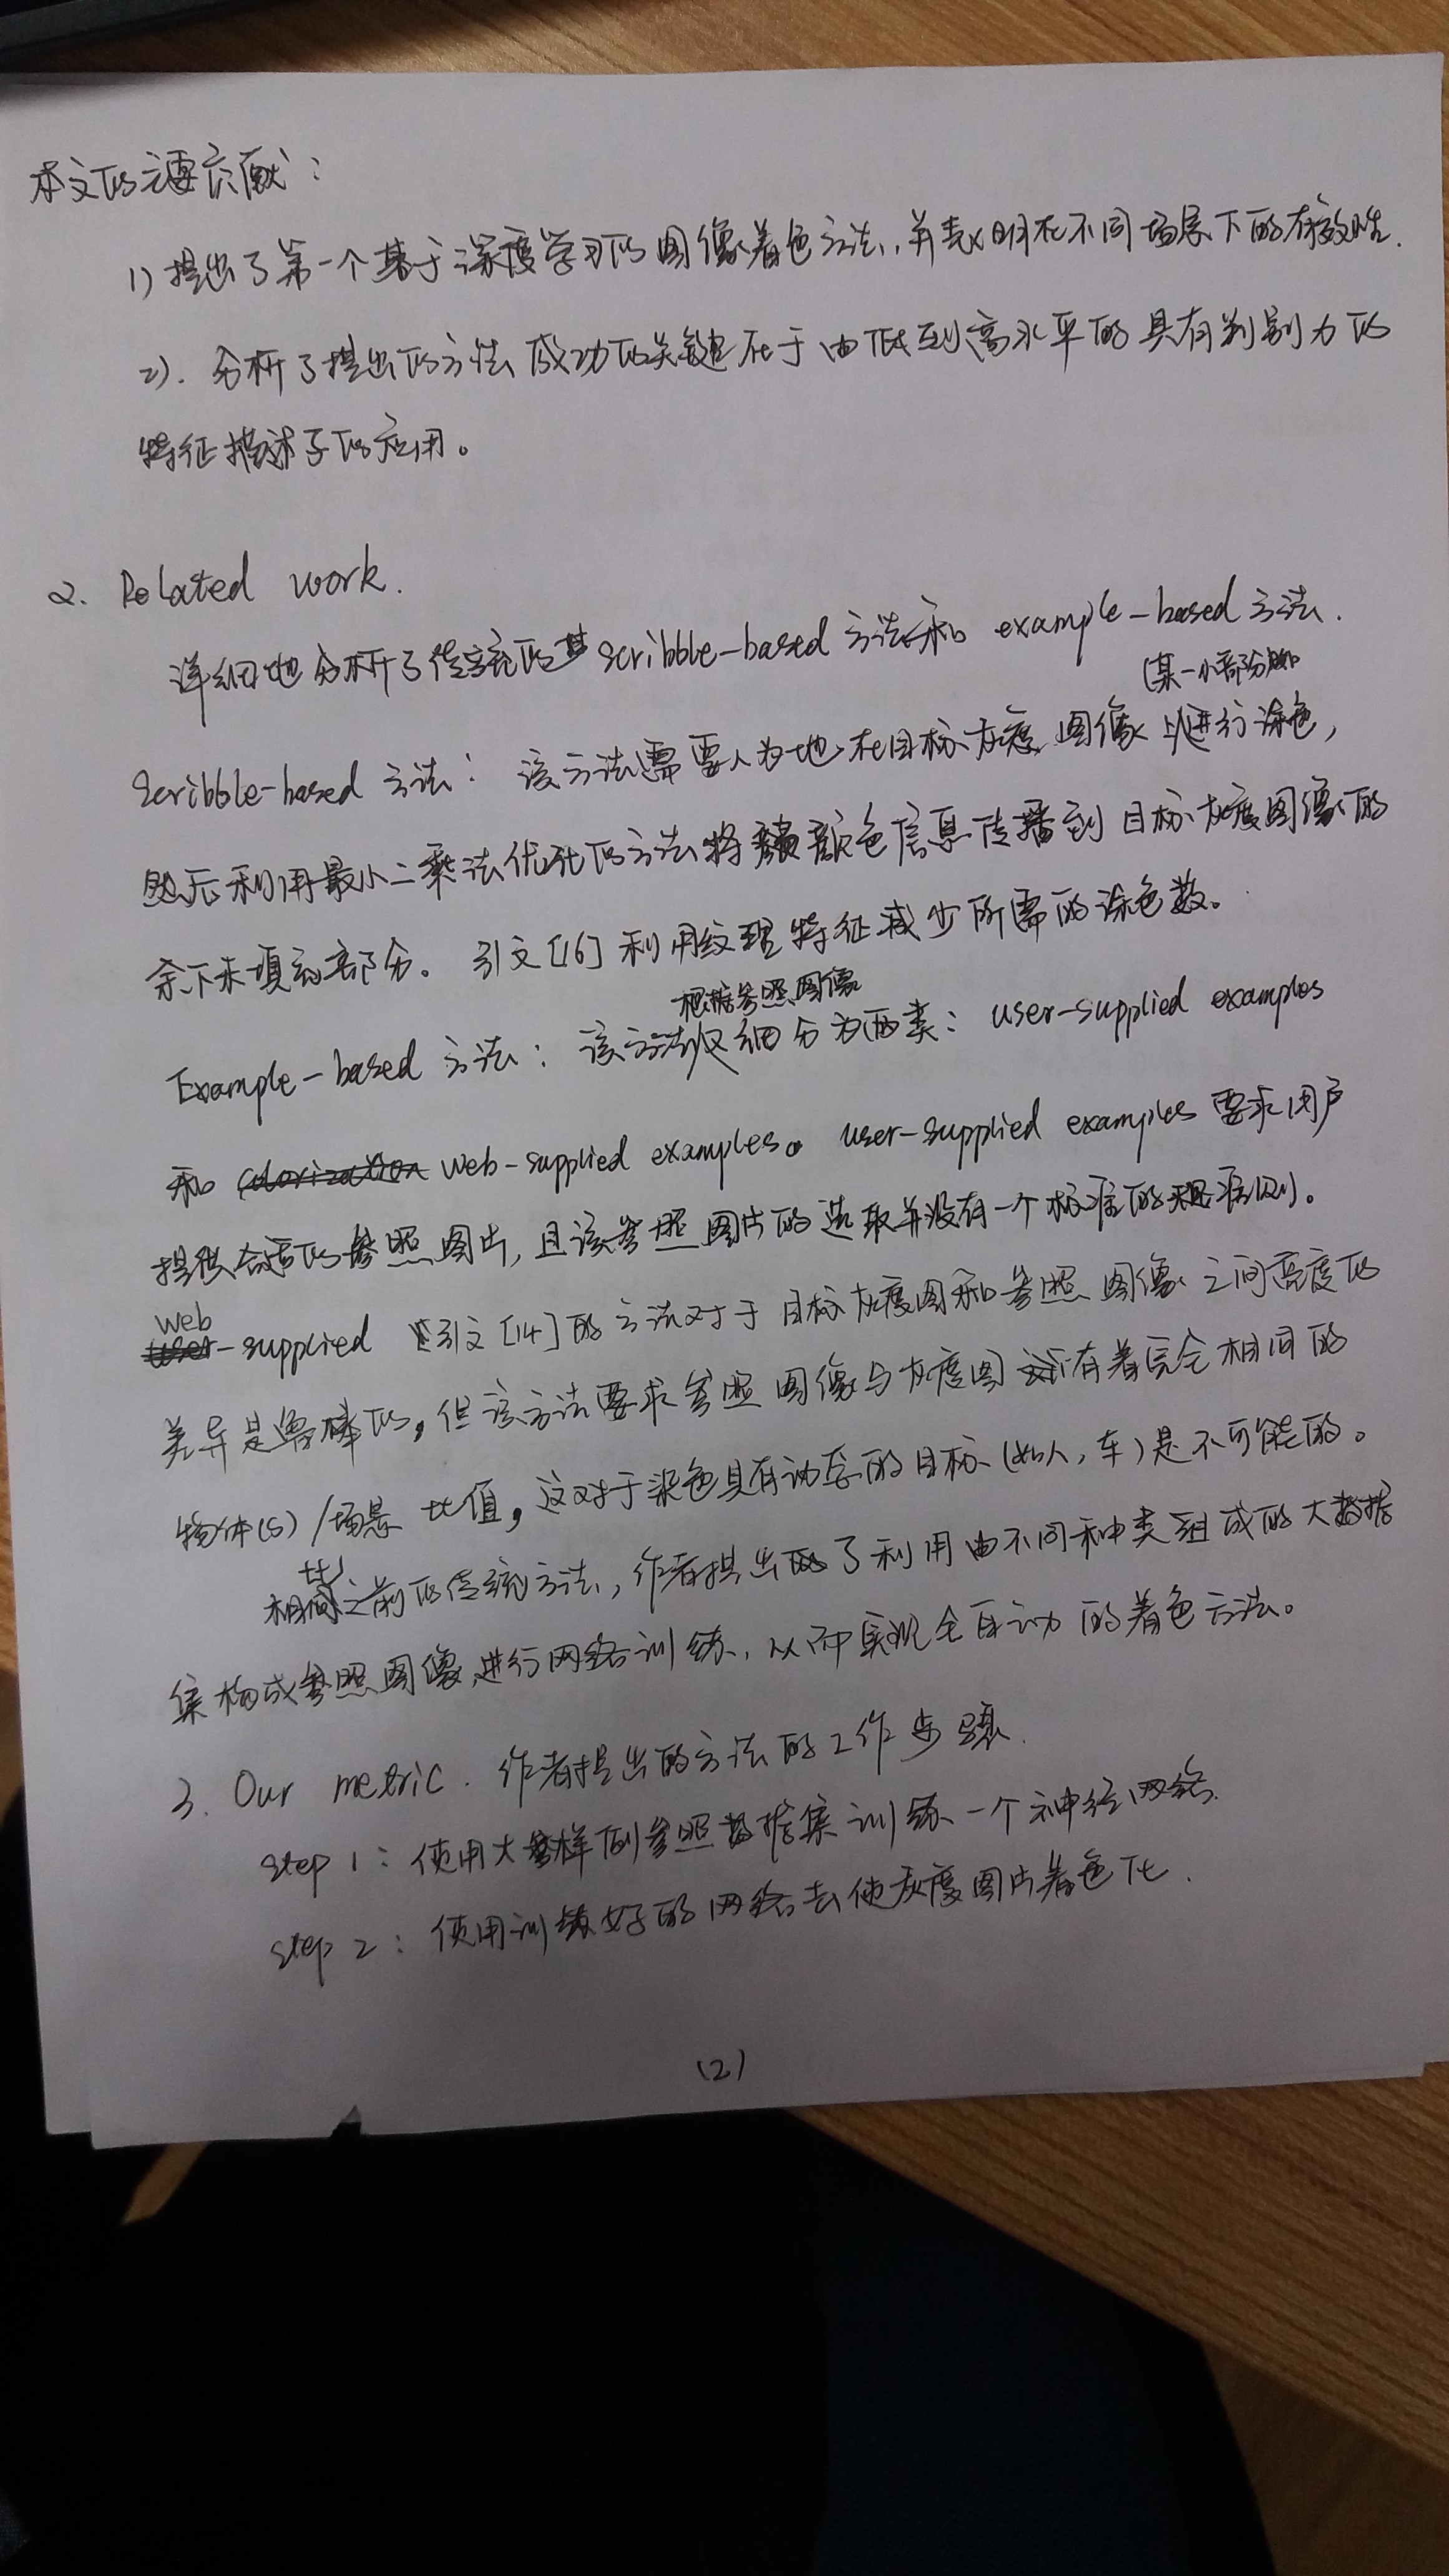 本文的主要贡献:
1) 提出了第一个基于深度学习的图像着色方法,并表明在不同场景下的有效性.
2). 分析了提出的方法成功的关键在于由低到高水平的具有判别力的
特征描述子的应用。
2. Related work.
详细地分析了传统的 scribble-based 方法和 example-based 方法.
(某一小部分
Scribble-based 方法: 该方法需要人为地在目标灰度图像上进行涂色,
然后利用最小二乘法优化的方法将颜色信息传播到目标灰度图像的
余下未填部分。引文[16]利用纹理特征减少所需的涂色数。
根据参照图像
Example-based 方法: 该方法又细分为两类: user-supplied examples
和 web-supplied examples。user-supplied examples 要求用户
提供合适的参照图片,且该参照图片的选取并没有一个标准的准则。
web
-supplied 引文[14]的方法对于目标灰度图和参照图像之间亮度的
差异是鲁棒的,但该方法要求参照图像与灰度图有着完全相同的
物体(s)/场景比值,这对于染色具有动态的目标(如人,车)是不可能的。
比
相之前的传统方法,作者提出了利用由不同种类组成的大数据
集构成参照图像,进行网络训练,从而实现全自动的着色方法。
3. Our metric. 作者提出的方法的工作步骤.
step 1: 使用大样例参照数据集训练一个神经网络.
step 2: 使用训练好的网络去使灰度图片着色化.
(2)